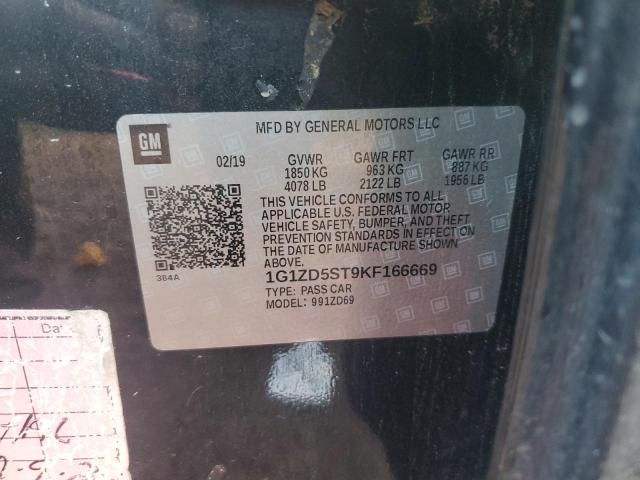 GM
MFD BY GENERAL MOTORS LLC
02/19 GVWR GAWR FRT GAWR RR
1850 KG 963 KG 887 KG
4078 LB 2122 LB 1956 LB
THIS VEHICLE CONFORMS TO ALL
APPLICABLE U.S. FEDERAL MOTOR
VEHICLE SAFETY, BUMPER, AND THEFT
PREVENTION STANDARDS IN EFFECT ON
THE DATE OF MANUFACTURE SHOWN
ABOVE.
384A
1G1ZD5ST9KF166669
TYPE: PASS CAR
MODEL: 991ZD69